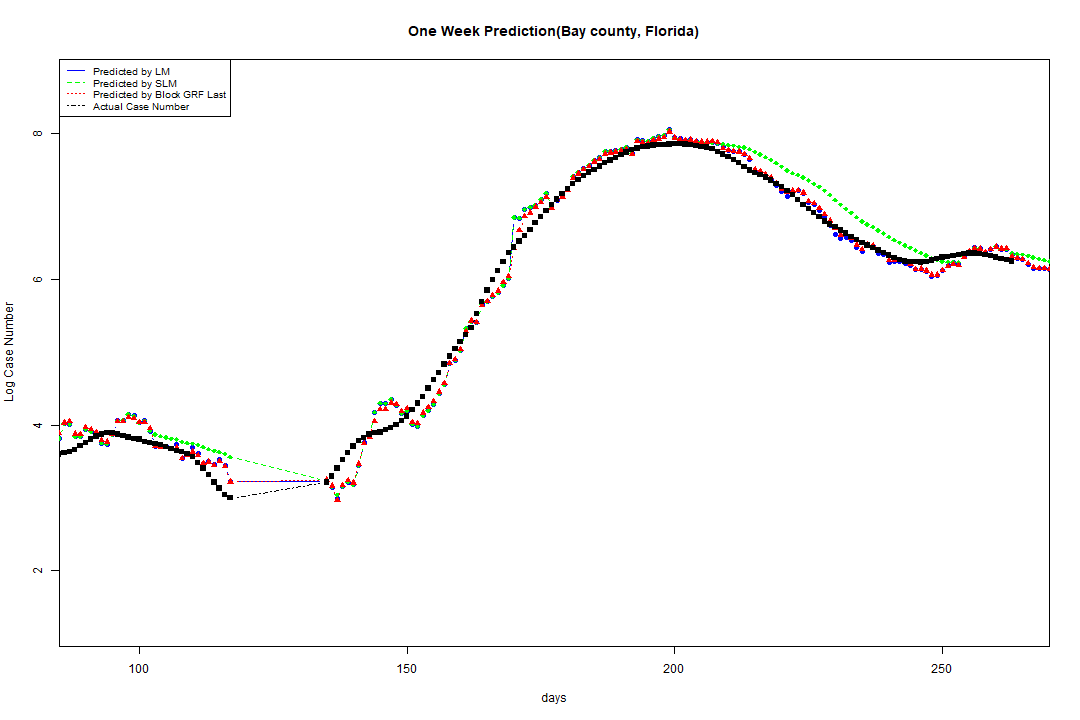 One Week Prediction(Bay county, Florida)
Predicted by LM
Predicted by SLM
Predicted by Block GRF Last
Actual Case Number
8
6
4
2
Log Case Number
100 150 200 250
days